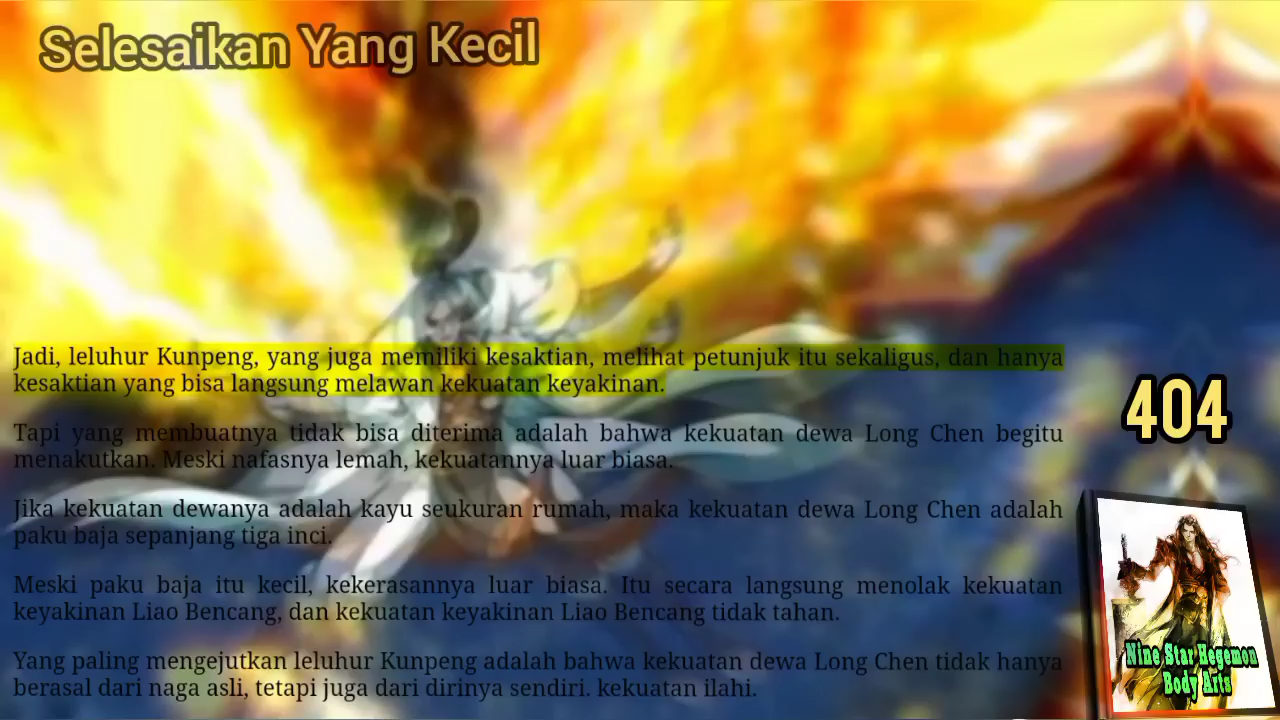 Selesaikan Yang Kecil
Jadi, leluhur Kunpeng, yang juga memiliki kesaktian, melihat petunjuk itu sekaligus, dan hanya
kesaktian yang bisa langsung melawan kekuatan keyakinan.
Tapi yang membuatnya tidak bisa diterima adalah bahwa kekuatan dewa Long Chen begitu
menakutkan. Meski nafasnya lemah, kekuatannya luar biasa.
Jika kekuatan dewanya adalah kayu seukuran rumah, maka kekuatan dewa Long Chen adalah
paku baja sepanjang tiga inci.
Meski paku baja itu kecil, kekerasannya luar biasa. Itu secara langsung menolak kekuatan
keyakinan Liao Bencang, dan kekuatan keyakinan Liao Bencang tidak tahan.
Yang paling mengejutkan leluhur Kunpeng adalah bahwa kekuatan dewa Long Chen tidak hanya
berasal dari naga asli, tetapi juga dari dirinya sendiri. kekuatan ilahi.
404
Nine Star Hegemon
Body Arts